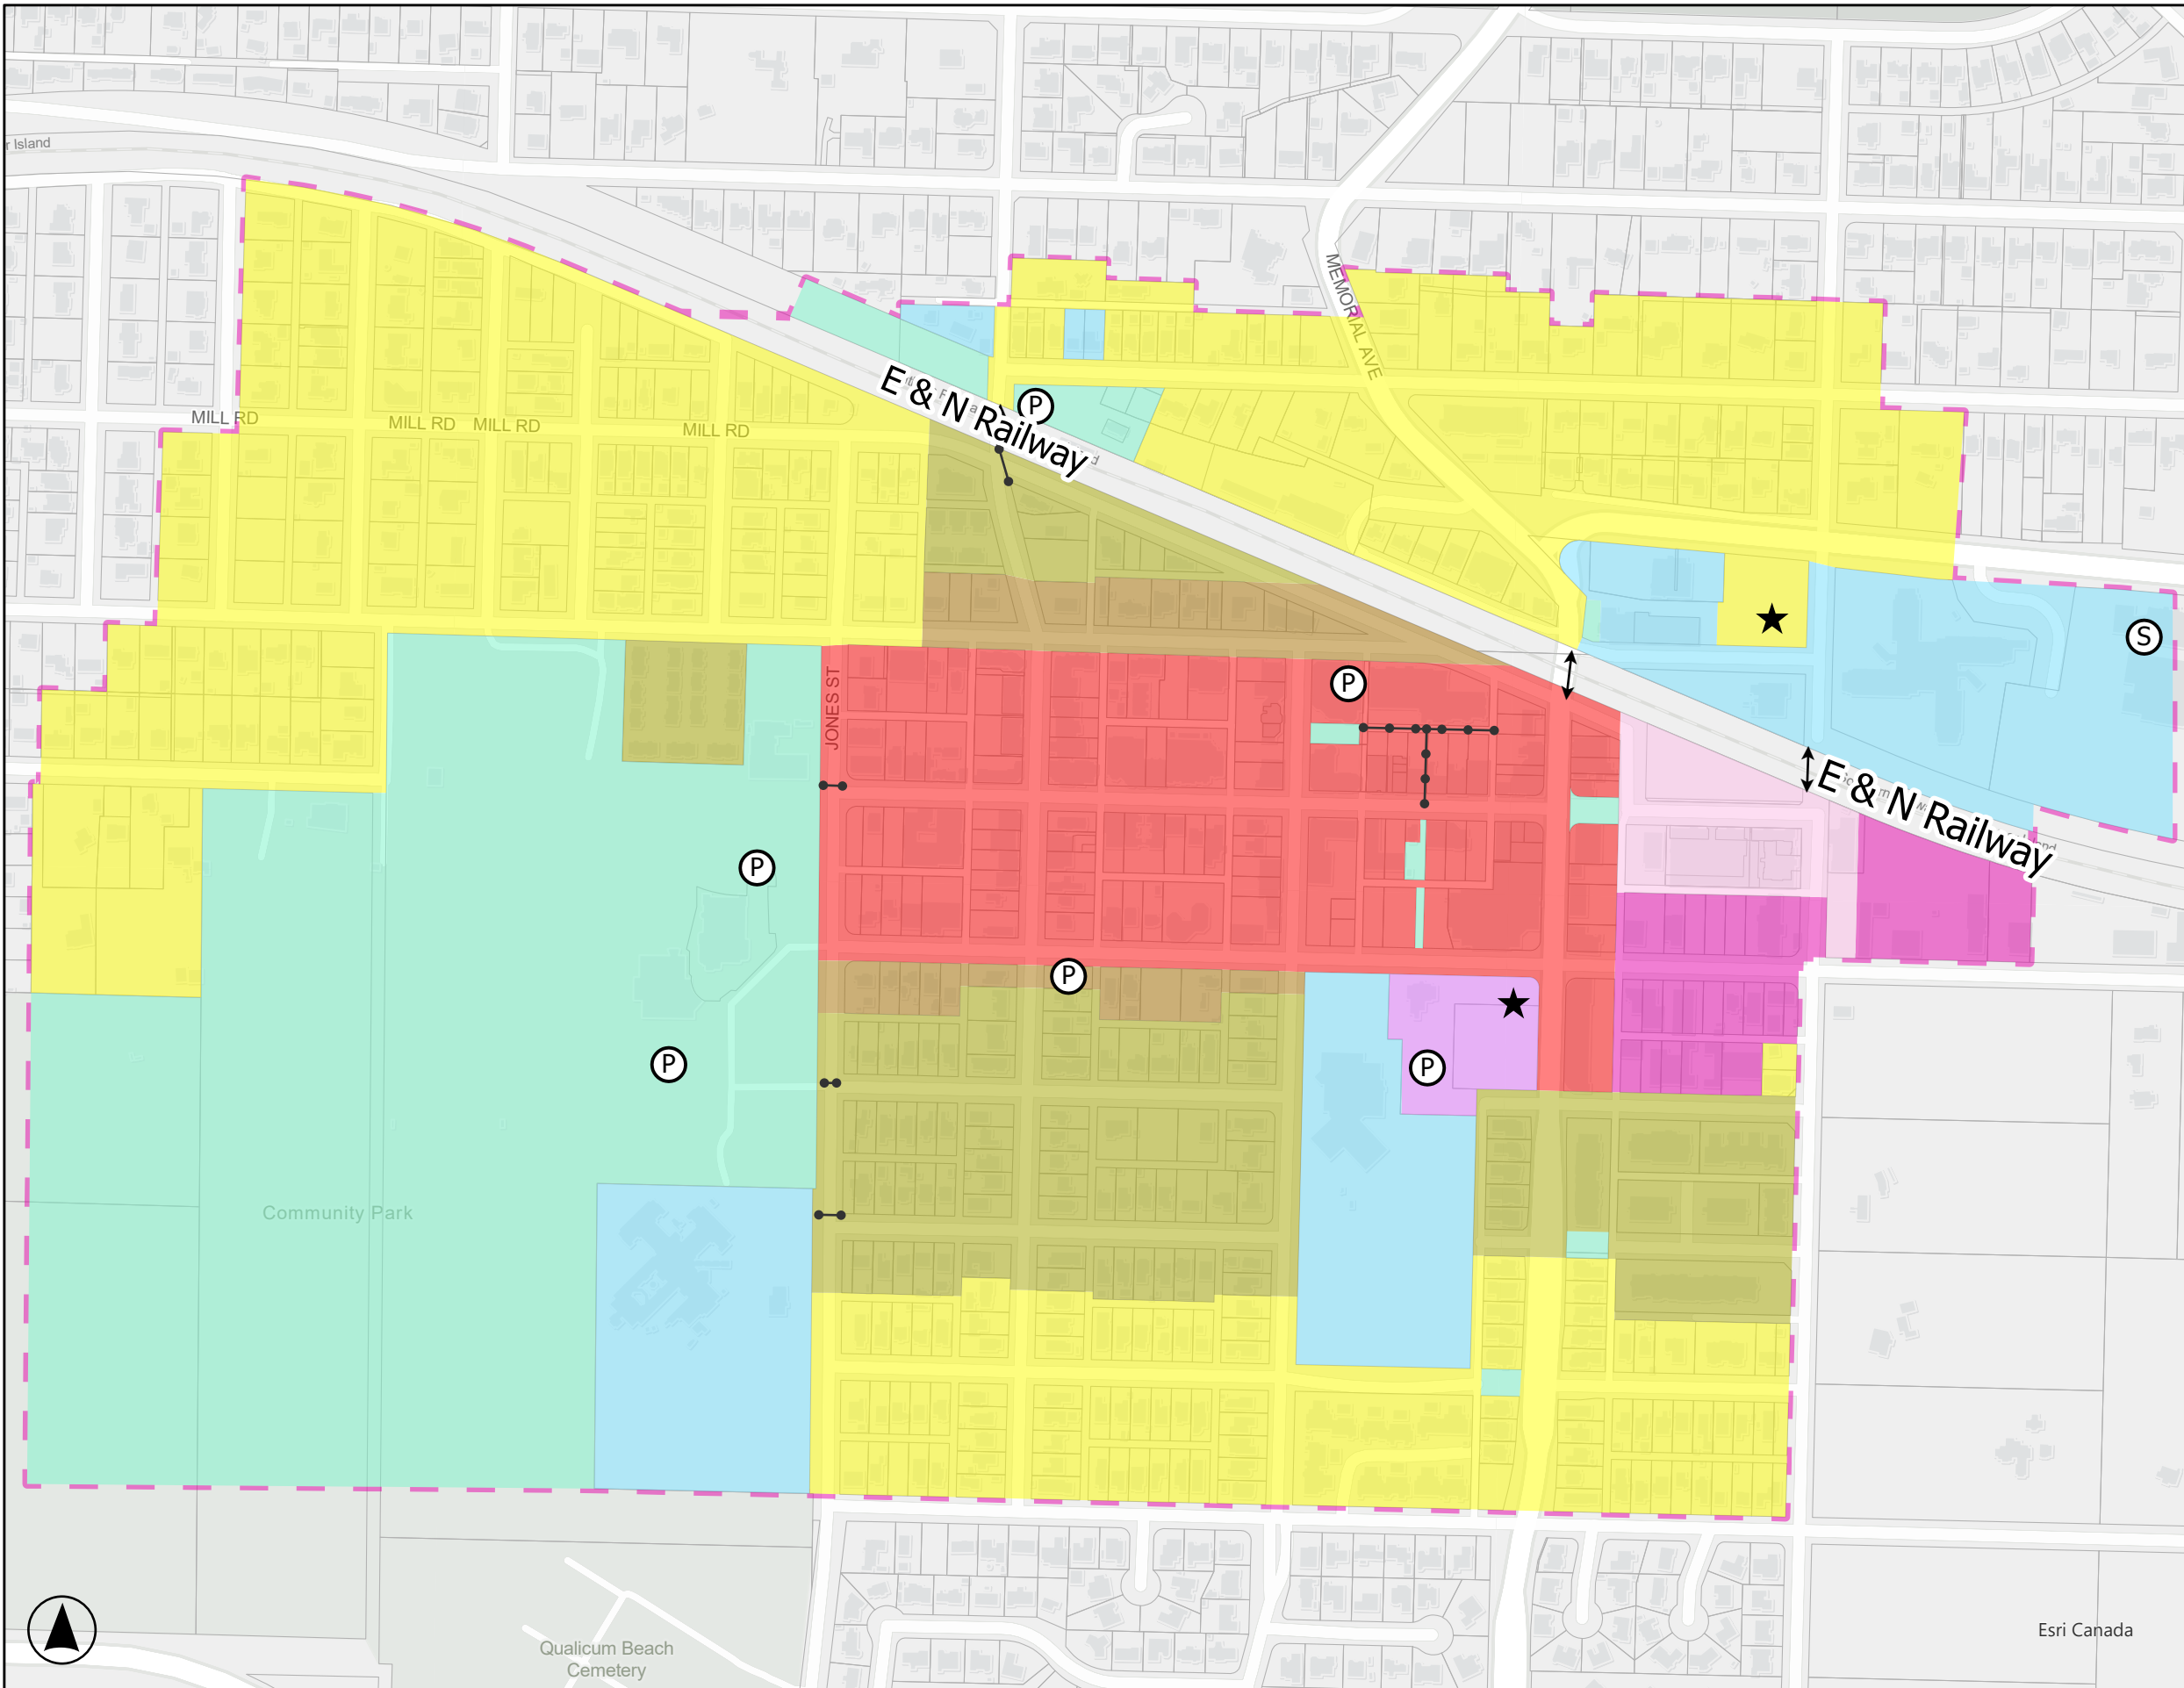 r Island
MEMORIAL AVE
MILL RD
MILL RD
MILL RD
MILL RD
E & N Railway
P
S
JONES ST
P
E & N Railway
P
P
P
P
Community Park
Qualicum Beach
Cemetery
Esri Canada